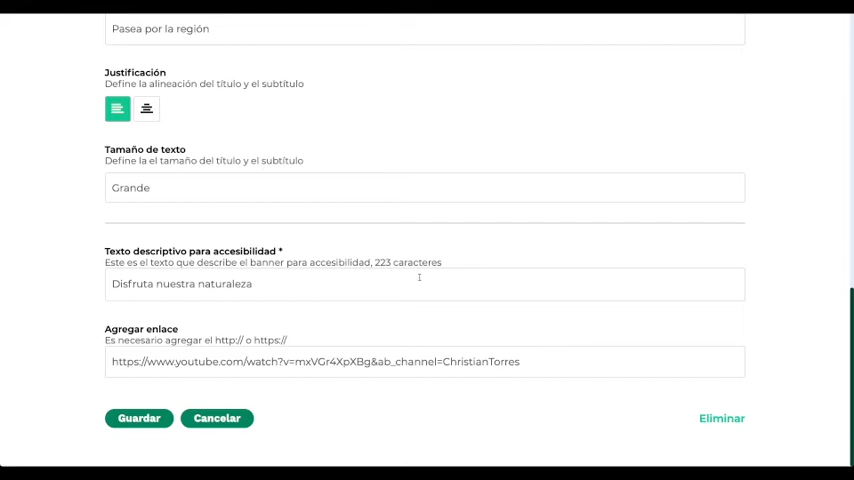 Pasea por la región
Justificación
Define la alineación del título y el subtítulo
Tamaño de texto
Define la el tamaño del título y el subtítulo
Grande
Texto descriptivo para accesibilidad *
Este es el texto que describe el banner para accesibilidad, 223 caracteres
Disfruta nuestra naturaleza
Agregar enlace
Es necesario agregar el http:// o https://
https://www.youtube.com/watch?v=mxVGr4XpXBg&ab_channel=ChristianTorres
Guardar Cancelar Eliminar